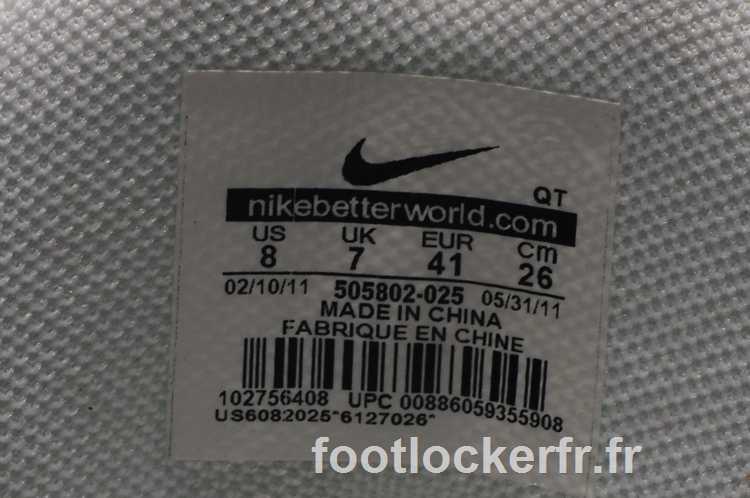 QT
nikebetterworld.com
US UK EUR Cm
8 7 41 26
02/10/11 505802-025 05/31/11
MADE IN CHINA
FABRIQUE EN CHINE
102756408 UPC 00886059355908
US6082025*6127026*
footlockerfr.fr